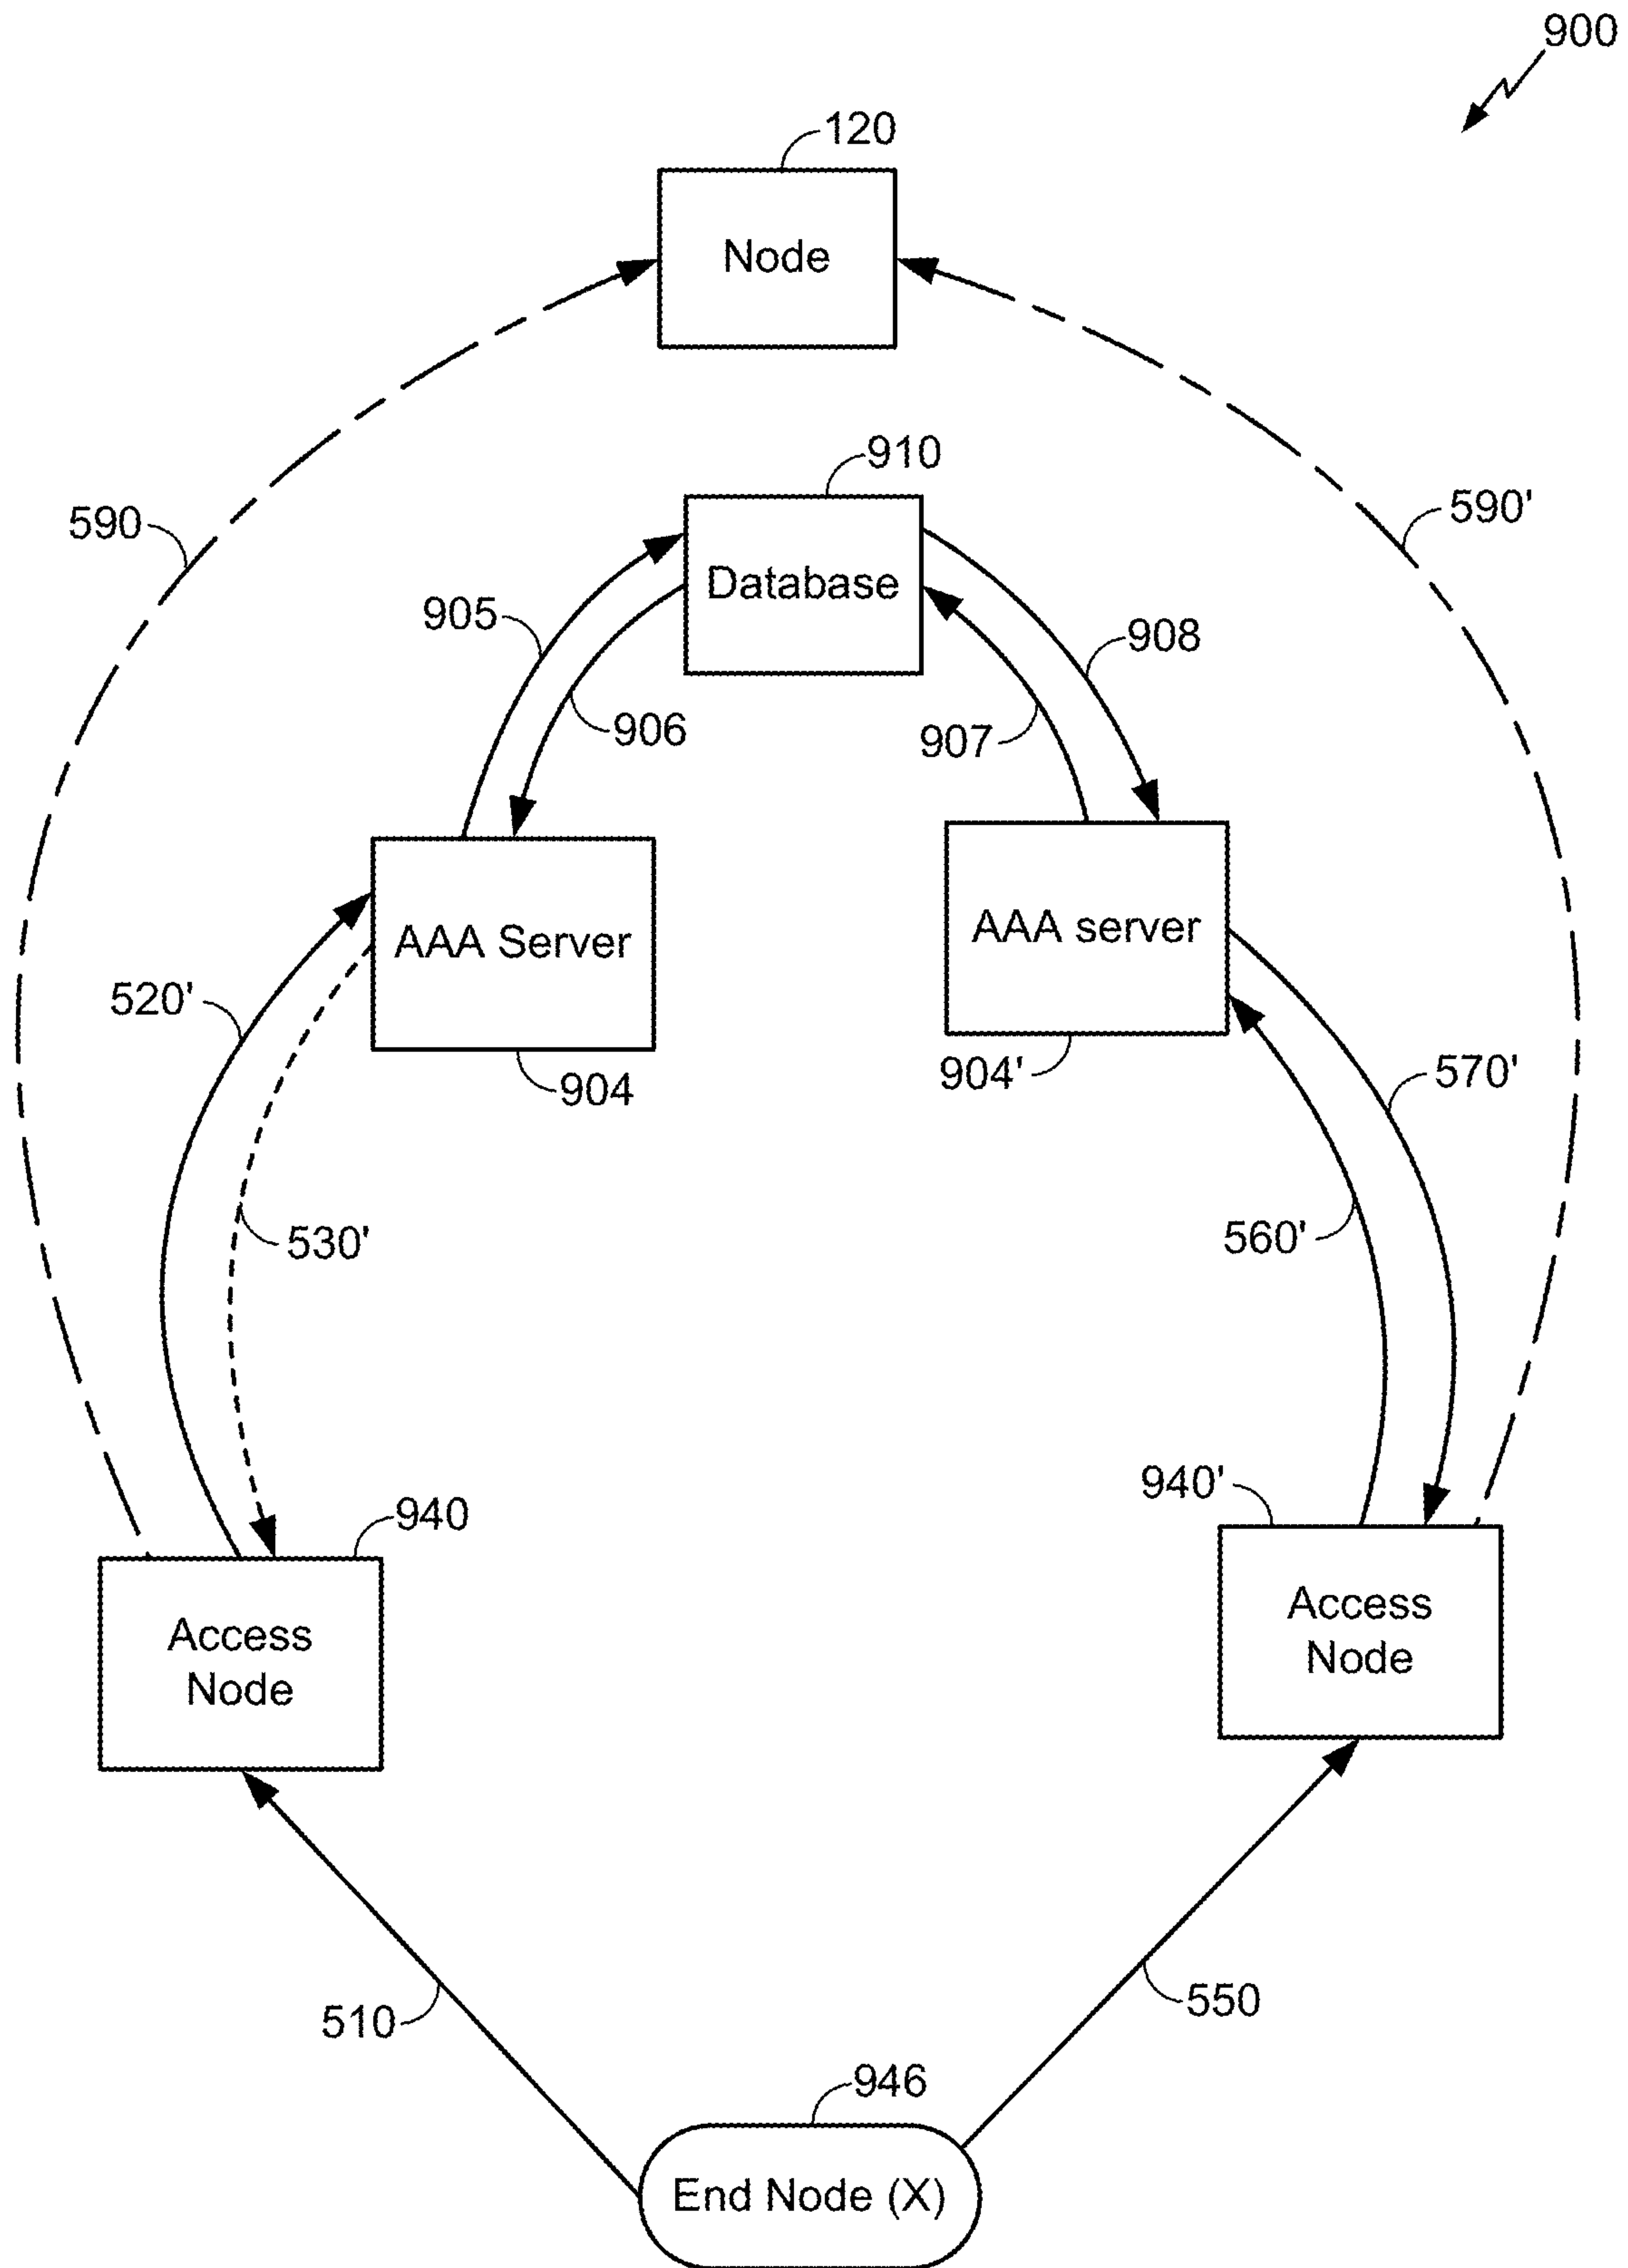 900
120
Node
910
590
590'
Database
905
908
906
907
AAA Server
AAA server
520'
904
904'
570'
530'
560'
940
940'
Access
Node
Access
Node
510
550
946
End Node (X)